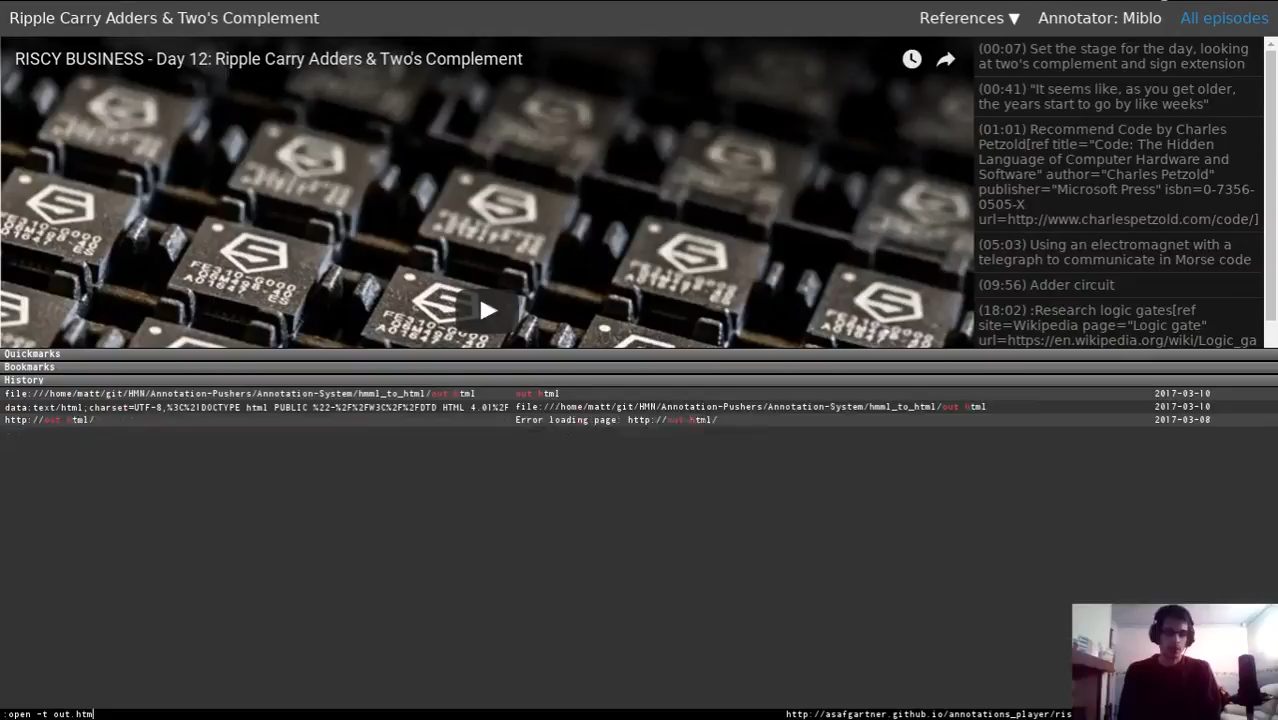 Ripple Carry Adders & Two's Complement
References ▼ Annotator: Miblo All episodes
RISCY BUSINESS - Day 12: Ripple Carry Adders & Two's Complement
(00:07) Set the stage for the day, looking
at two's complement and sign extension
(00:41) "It seems like, as you get older,
the years start to go by like weeks"
(01:01) Recommend Code by Charles
Petzold[ref title="Code: The Hidden
Language of Computer Hardware and
Software" author="Charles Petzold"
publisher="Microsoft Press" isbn=0-7356-
0505-X
url=http://www.charlespetzold.com/code/]
(05:03) Using an electromagnet with a
telegraph to communicate in Morse code
(09:56) Adder circuit
(18:02) :Research logic gates[ref
site=Wikipedia page="Logic gate"
url=https://en.wikipedia.org/wiki/Logic_ga
Quickmarks
Bookmarks
History
file:///home/matt/git/HMN/Annotation-Pushers/Annotation-System/hmml_to_html/out.html out.html 2017-03-10
data:text/html;charset=UTF-8,%3C%21DOCTYPE html PUBLIC %22-%2F%2FW3C%2F%2FDTD HTML 4.01%2F file:///home/matt/git/HMN/Annotation-Pushers/Annotation-System/hmml_to_html/out.html 2017-03-10
http://out.html/ Error loading page: http://out.html/ 2017-03-08
:open -t out.htm
http://asafgartner.github.io/annotations_player/ris